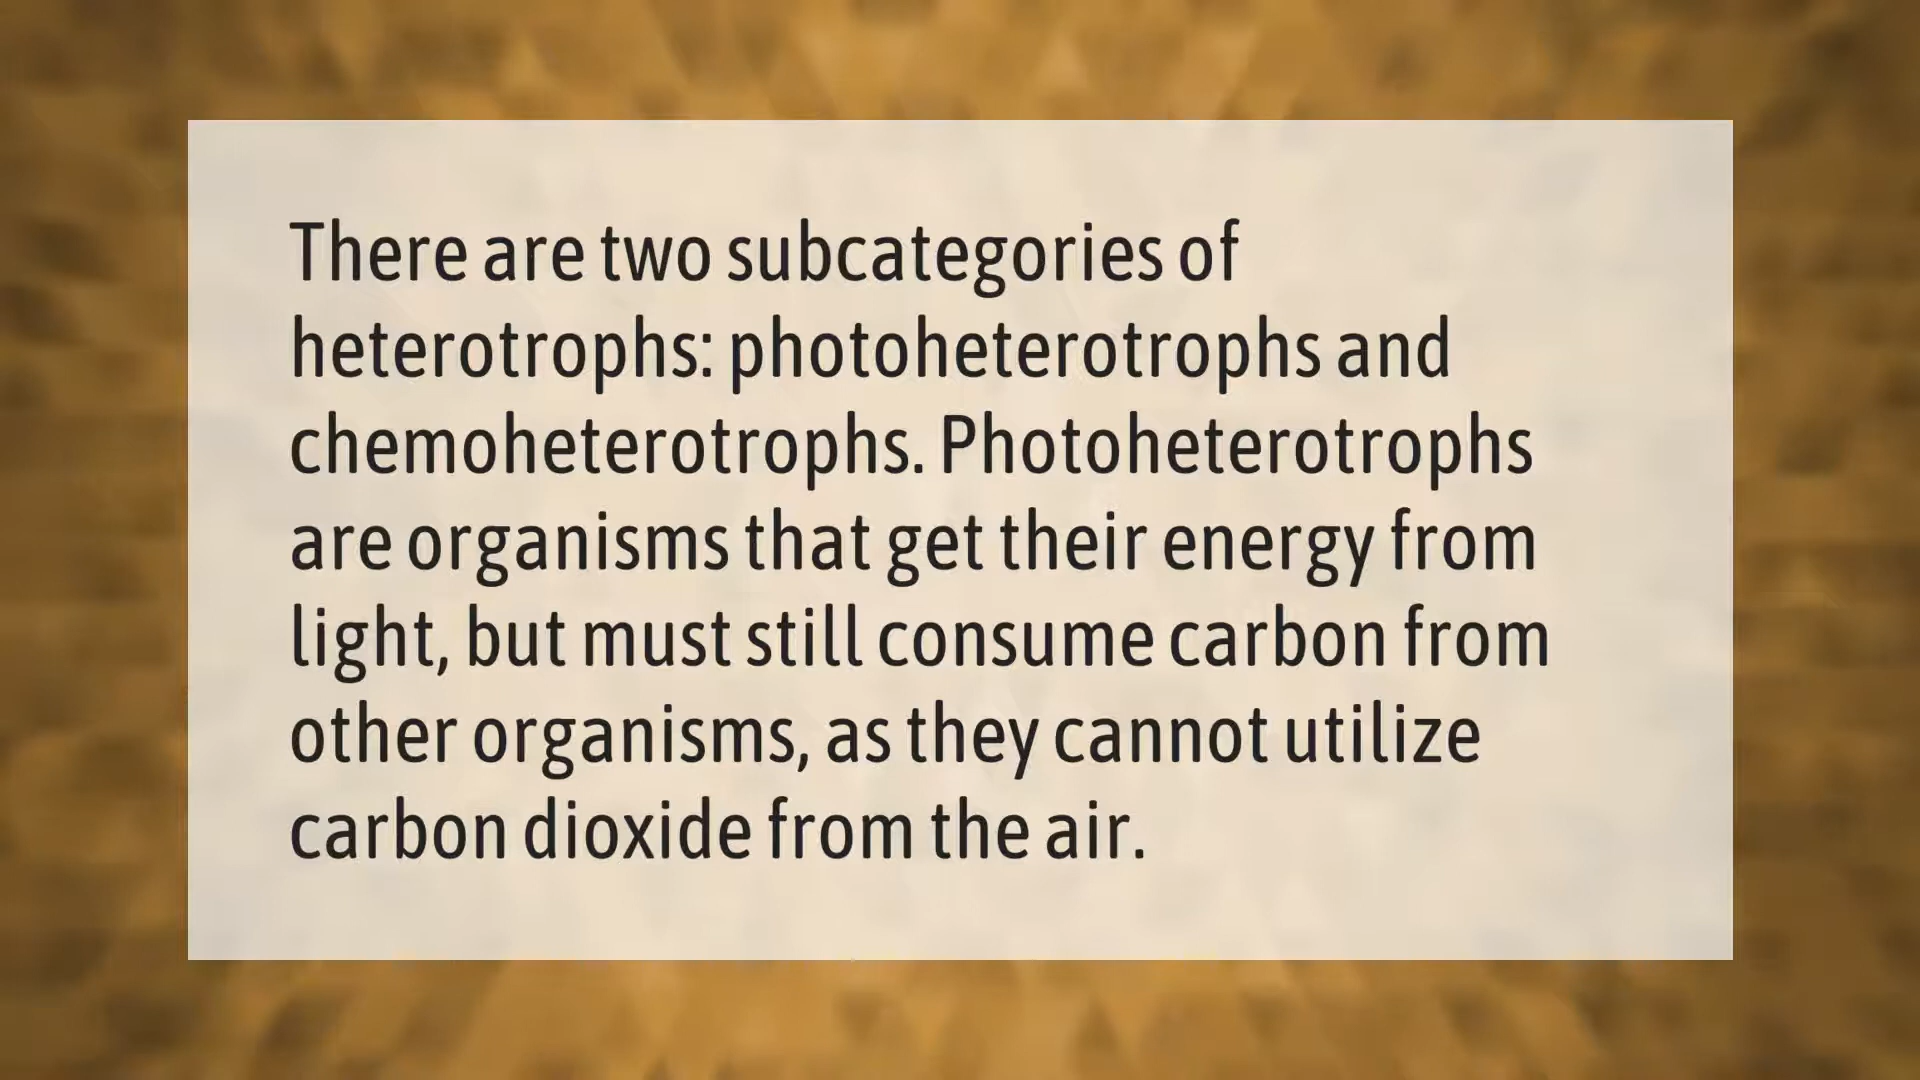 There are two subcategories of
heterotrophs: photoheterotrophs and
chemoheterotrophs. Photoheterotrophs
are organisms that get their energy from
light, but must still consume carbon from
other organisms, as they cannot utilize
carbon dioxide from the air.